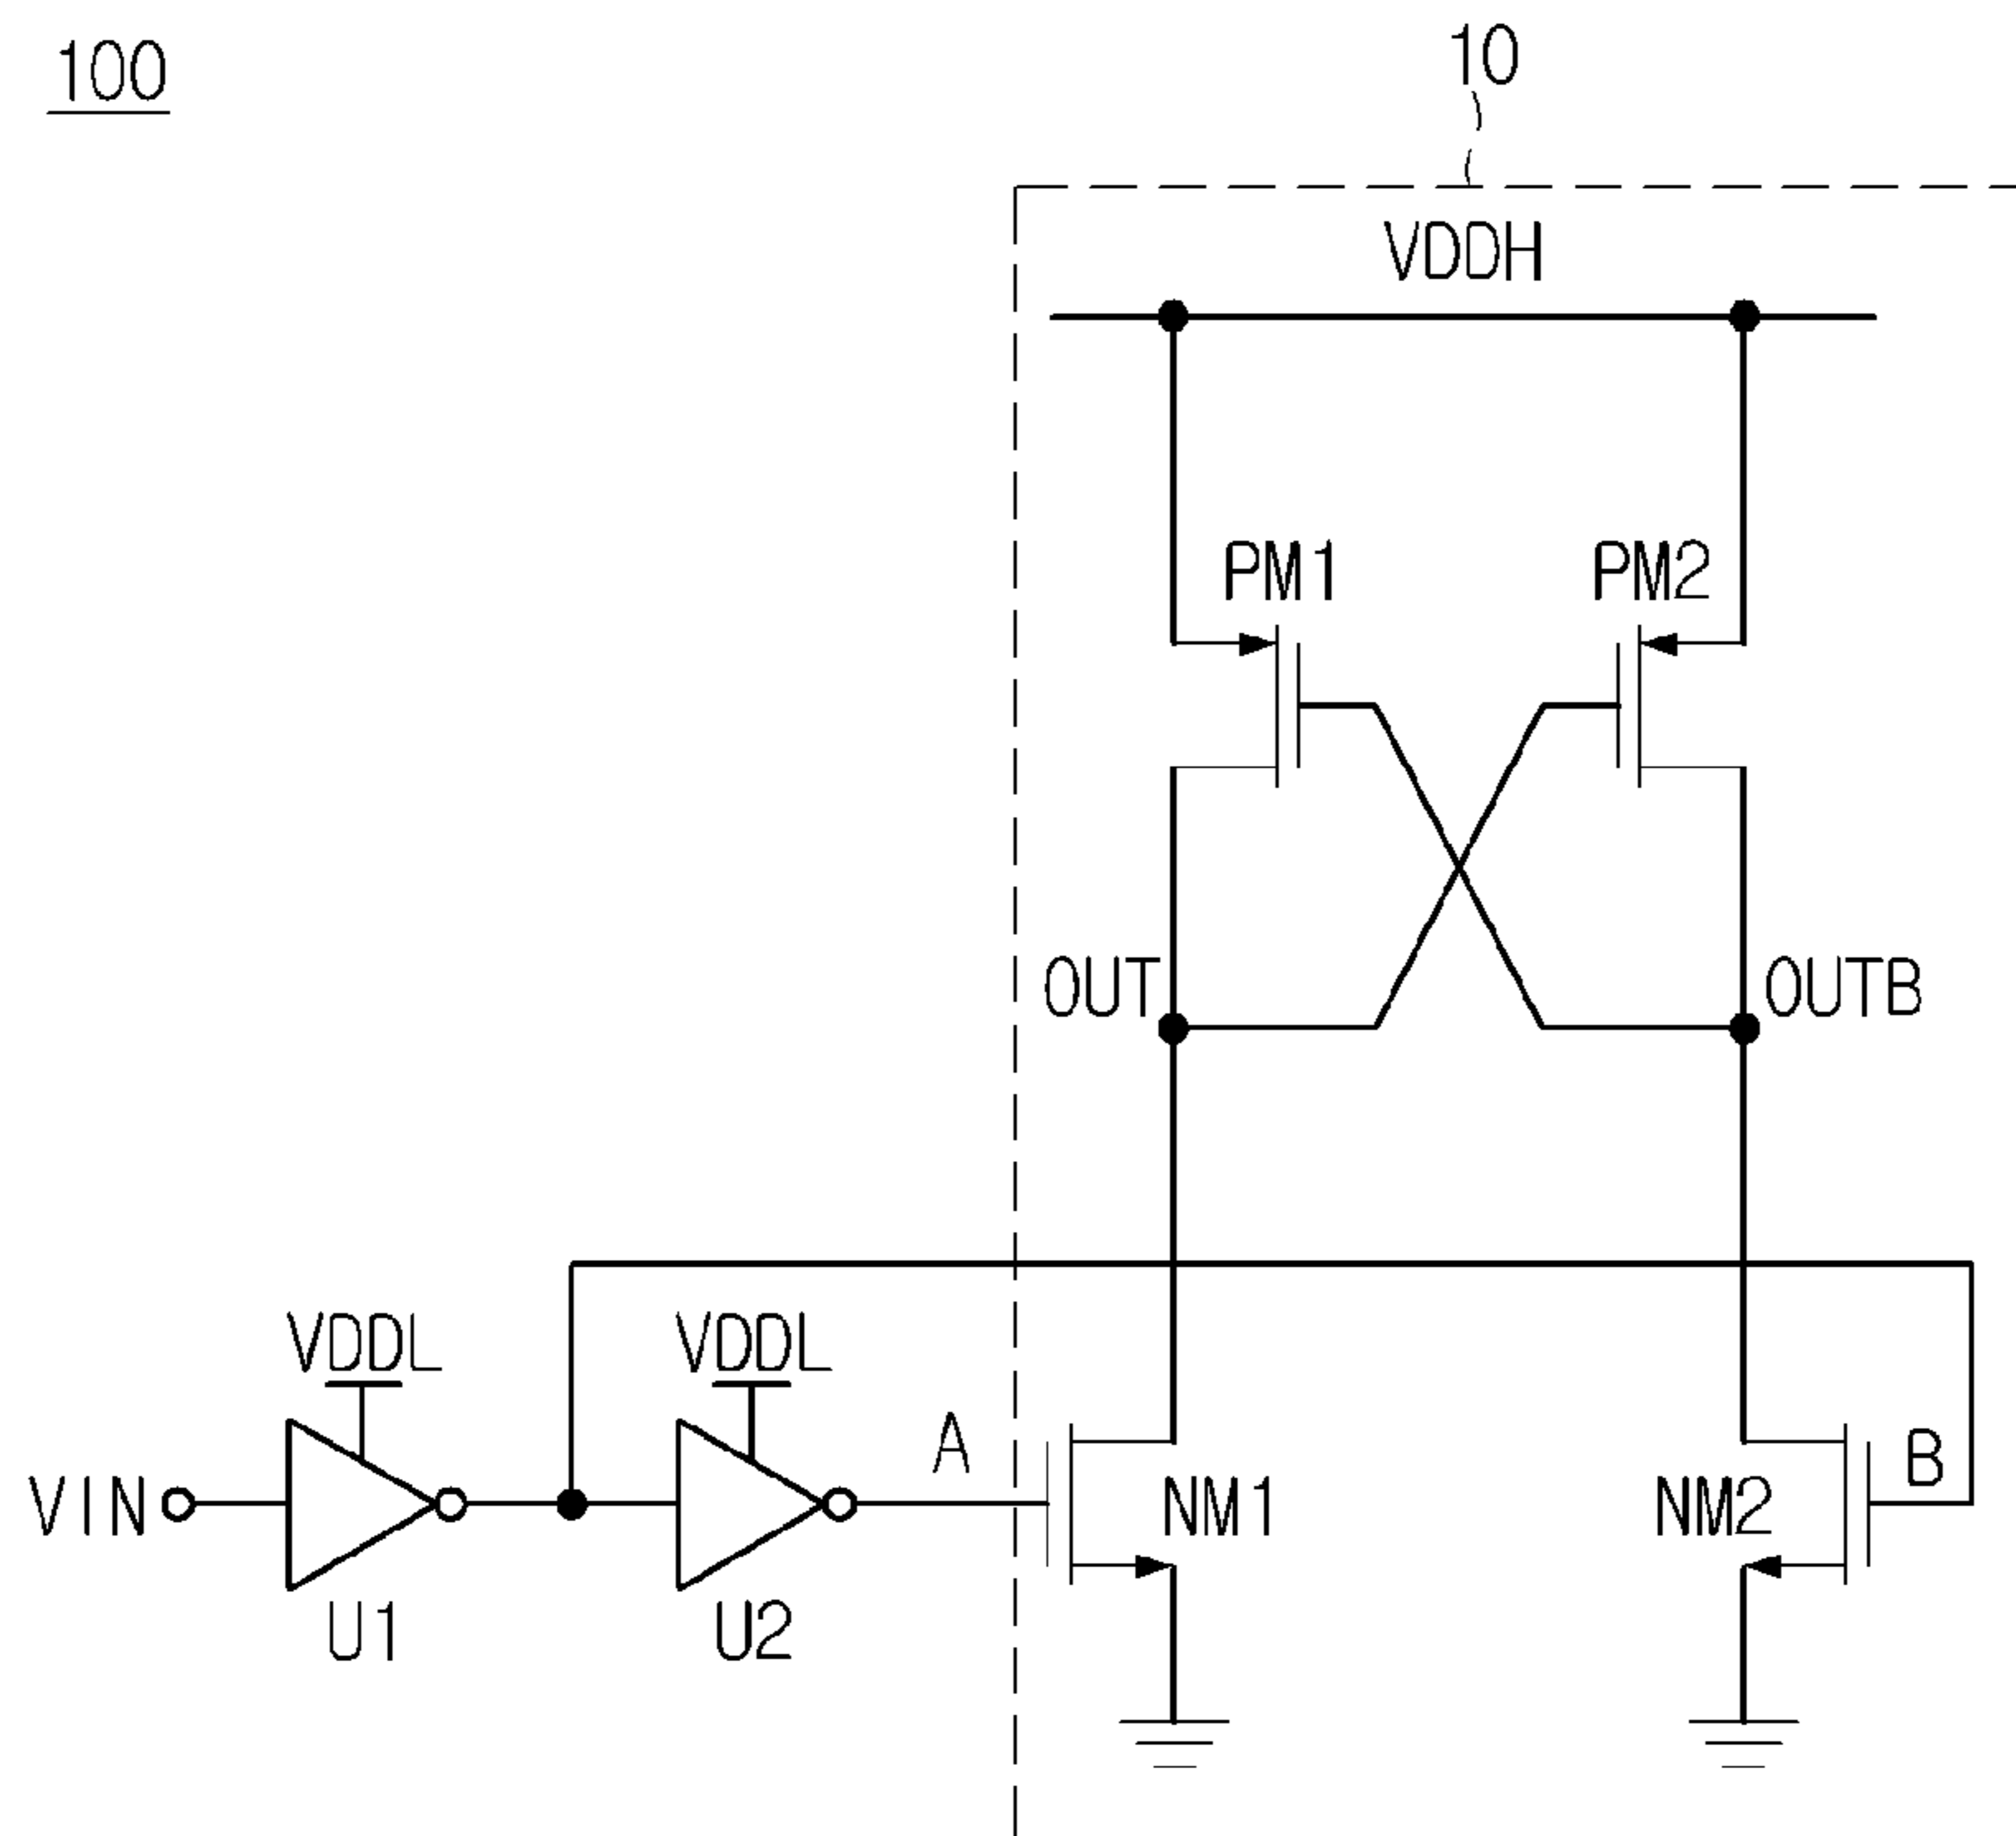 100
10
VDDH
PM1
PM2
OUT
OUTB
VDDL
VDDL
A
B
VIN
NM1
NM2
U1
U2